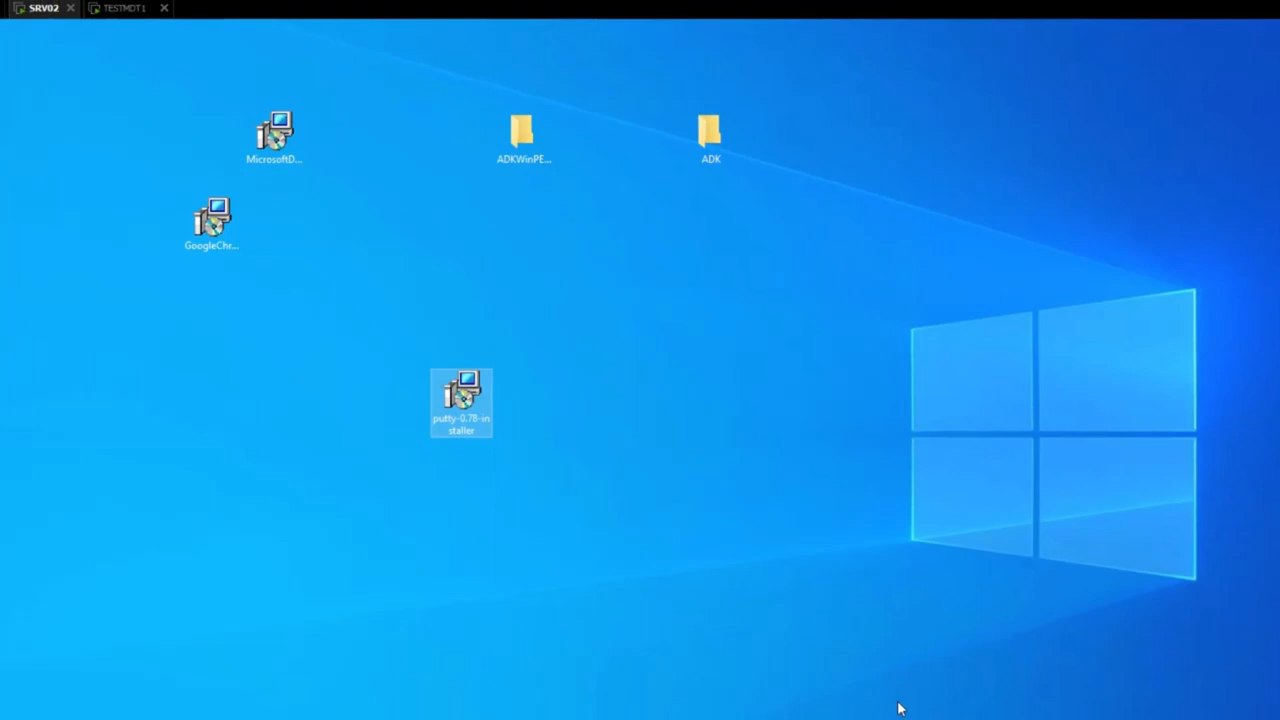 SRV02
TESTMDT1
MicrosoftD...
ADKWinPE...
ADK
GoogleChr...
putty-0.78-in
staller